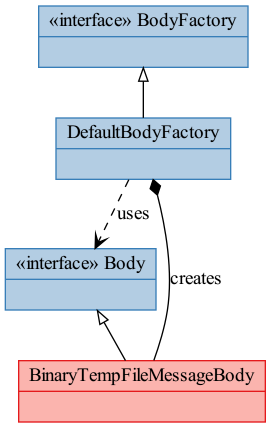 «interface» BodyFactory
DefaultBodyFactory
uses
«interface» Body
creates
BinaryTempFileMessageBody